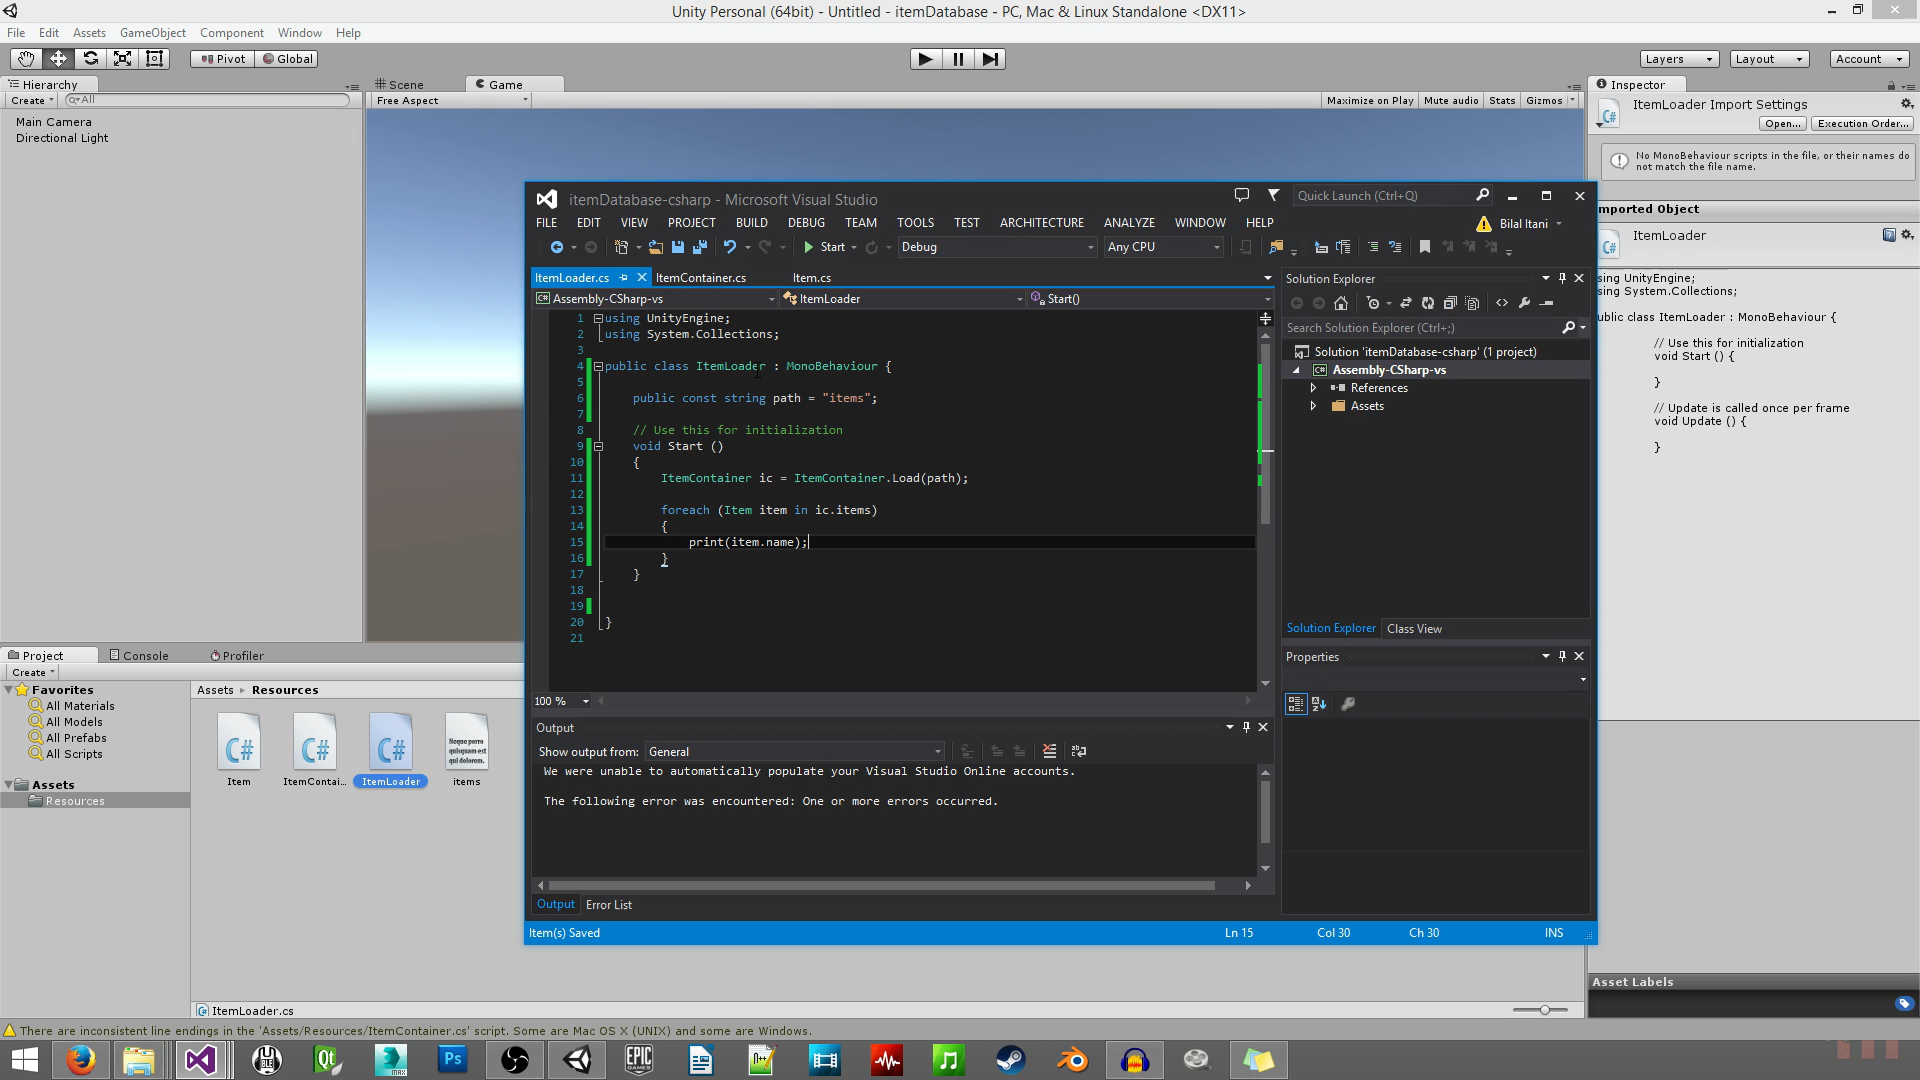 Unity Personal (64bit) - Untitled - itemDatabase - PC, Mac & Linux Standalone <DX11>
File Edit Assets GameObject Component Window Help
Pivot Global
Layers Layout Account
Hierarchy
Create All
Main Camera
Directional Light
Scene Game
Free Aspect
Maximize on Play Mute audio Stats Gizmos
Inspector
ItemLoader Import Settings
Open... Execution Order...
No MonoBehaviour scripts in the file, or their names do
not match the file name.
mported Object
ItemLoader
sing UnityEngine;
sing System.Collections;
ublic class ItemLoader : MonoBehaviour {
// Use this for initialization
void Start () {
}
// Update is called once per frame
void Update () {
}
itemDatabase-csharp - Microsoft Visual Studio
Quick Launch (Ctrl+Q)
FILE EDIT VIEW PROJECT BUILD DEBUG TEAM TOOLS TEST ARCHITECTURE ANALYZE WINDOW HELP
Bilal Itani
Start Debug Any CPU
ItemLoader.cs ItemContainer.cs Item.cs
Assembly-CSharp-vs ItemLoader Start()
1 using UnityEngine;
2 using System.Collections;
3
4 public class ItemLoader : MonoBehaviour {
5
6 public const string path = "items";
7
8 // Use this for initialization
9 void Start ()
10 {
11 ItemContainer ic = ItemContainer.Load(path);
12
13 foreach (Item item in ic.items)
14 {
15 print(item.name);
16 }
17 }
18
19
20 }
21
100 %
Solution Explorer
Search Solution Explorer (Ctrl+;)
Solution 'itemDatabase-csharp' (1 project)
Assembly-CSharp-vs
References
Assets
Solution Explorer Class View
Properties
Output
Show output from: General
We were unable to automatically populate your Visual Studio Online accounts.
The following error was encountered: One or more errors occurred.
Output Error List
Item(s) Saved Ln 15 Col 30 Ch 30 INS
Project Console Profiler
Create
Favorites
All Materials
All Models
All Prefabs
All Scripts
Assets
Resources
Assets Resources
C# C# C# Neque porro
quisquam est
qui dolorem.
Item ItemContai... ItemLoader items
ItemLoader.cs
Asset Labels
There are inconsistent line endings in the 'Assets/Resources/ItemContainer.cs' script. Some are Mac OS X (UNIX) and some are Windows.
Qt MAX Ps EPIC GAMES